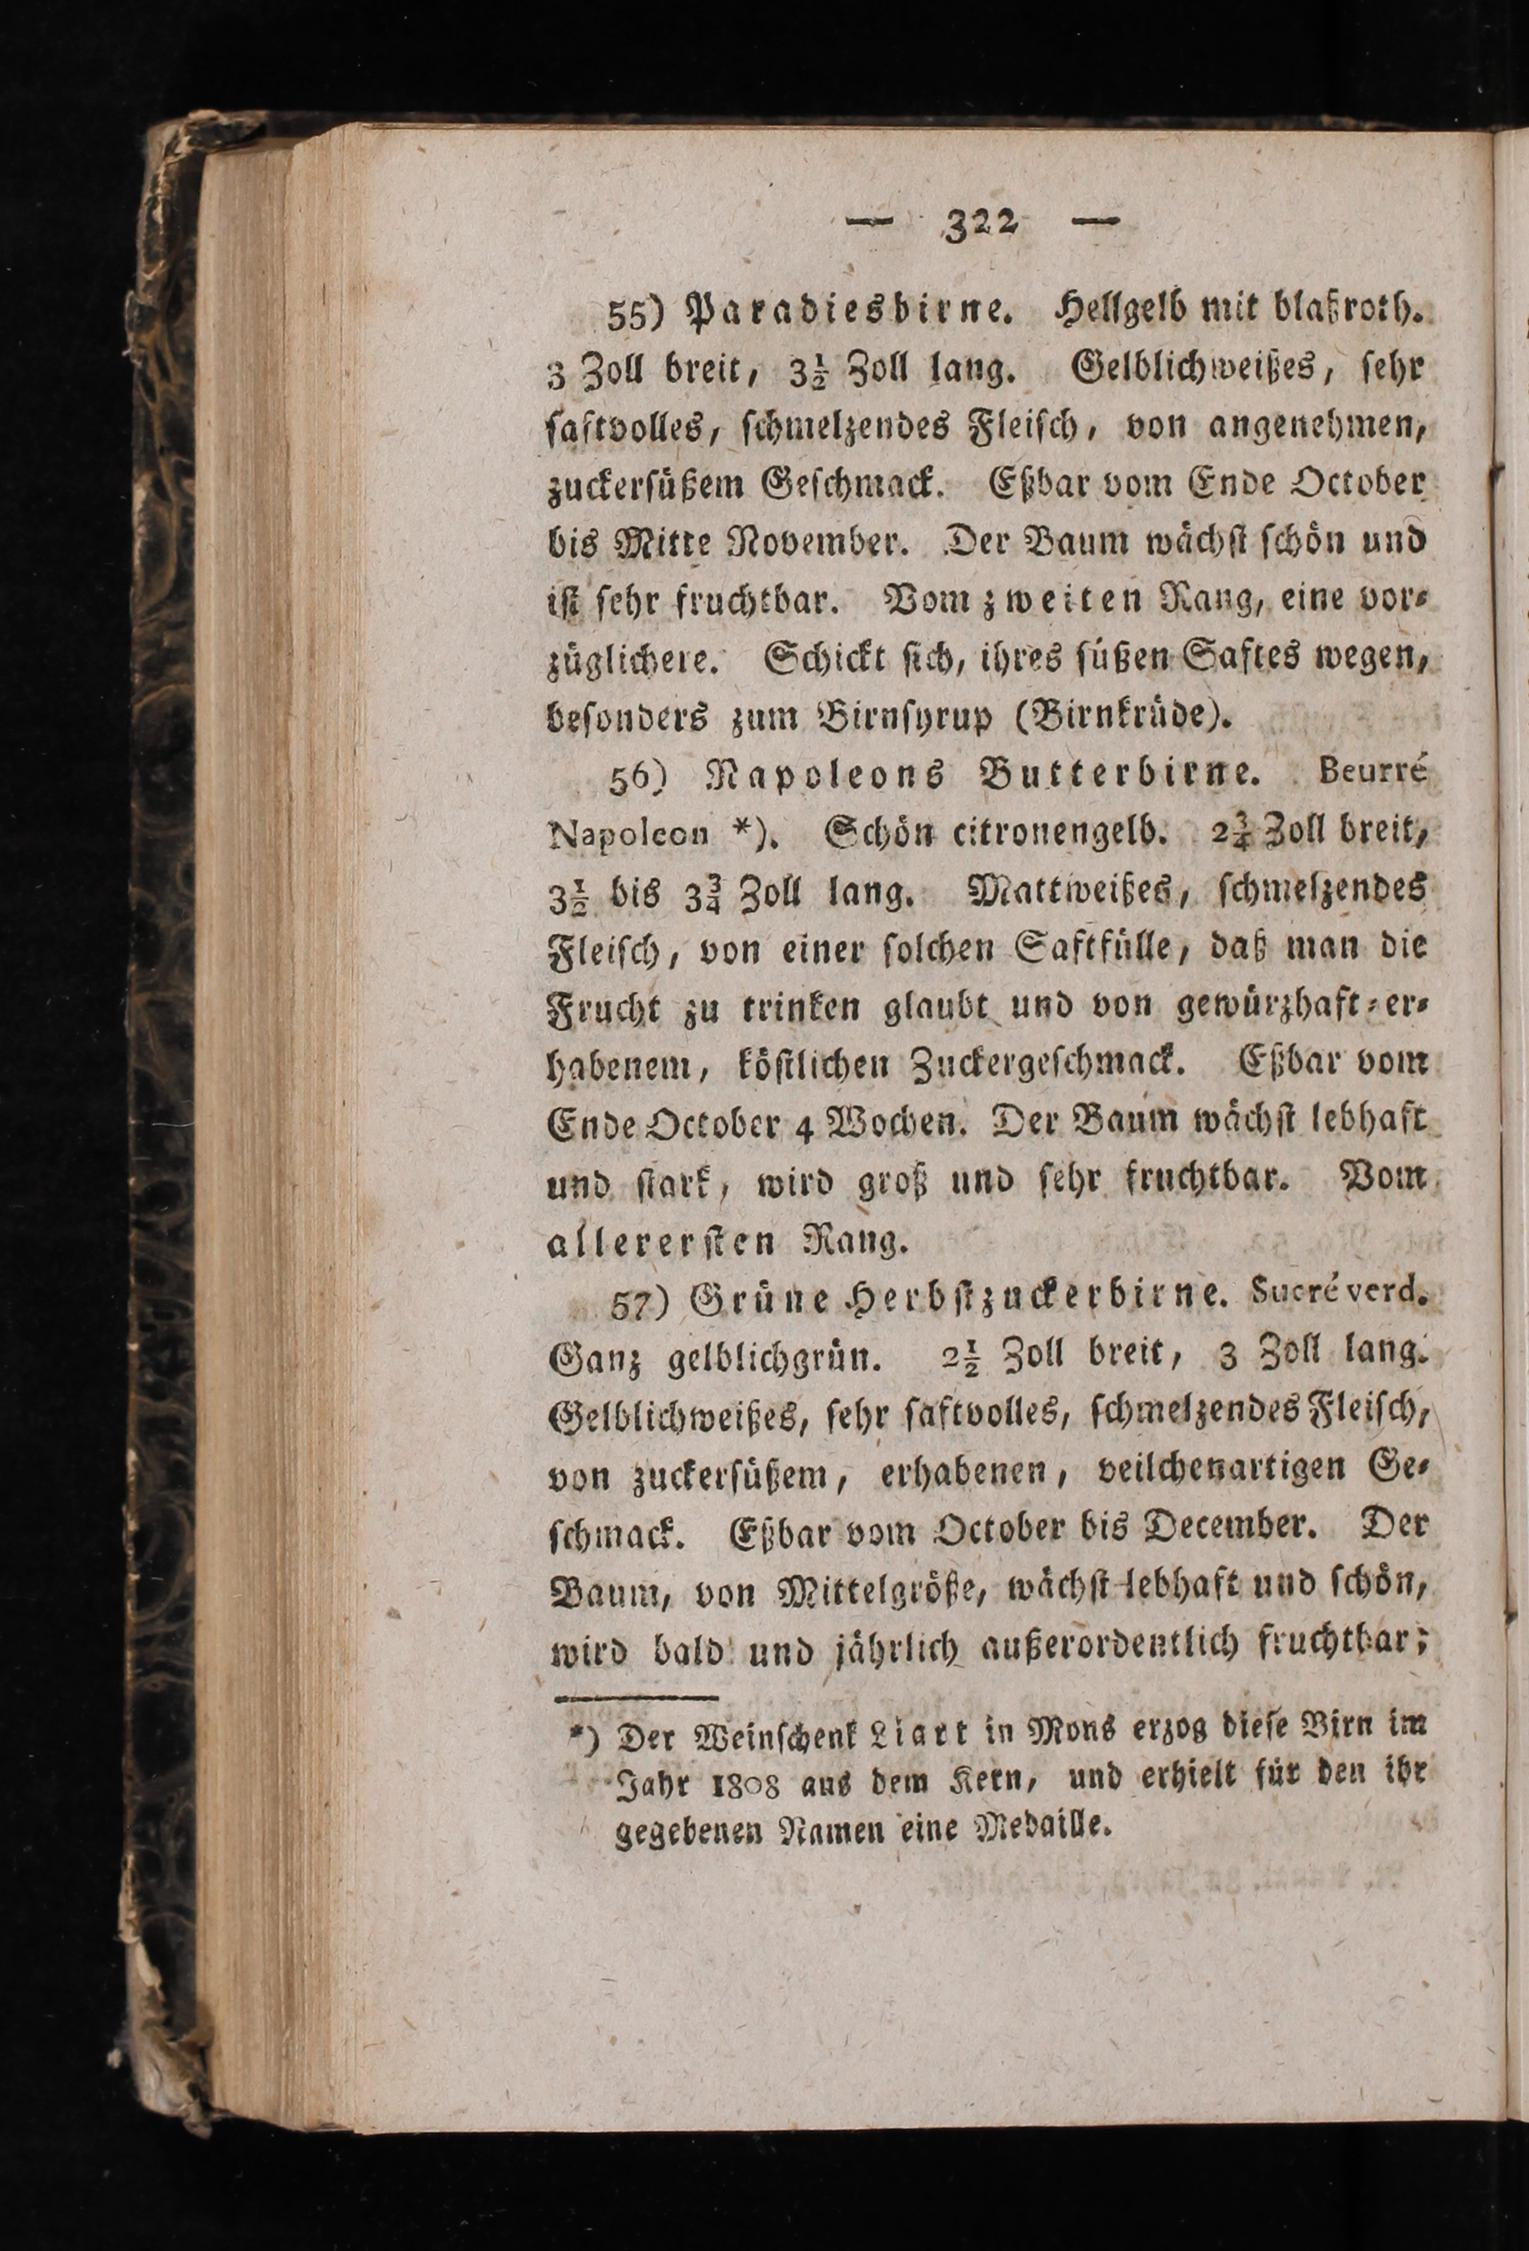 — 322 —
55) Paradiesbirne. Hellgelb mit blaßroth.
3 Zoll breit, 3½ Zoll lang. Gelblichweißes, ſehr
ſaftvolles, ſchmelzendes Fleiſch, von angenehmen,
zuckerſüßem Geſchmack. Eßbar vom Ende October
bis Mitte November. Der Baum wächſt ſchön und
iſt ſehr fruchtbar. Vom zweiten Rang, eine vor⸗
züglichere. Schickt ſich, ihres ſüßen Saftes wegen,
beſonders zum Birnſyrup (Birnkrüde).
56) Napoleons Butterbirne. Beurré
Napoleon *). Schön citronengelb. 2¾ Zoll breit,
3½ bis 3¾ Zoll lang. Mattweißes, ſchmelzendes
Fleiſch, von einer ſolchen Saftfülle, daß man die
Frucht zu trinken glaubt und von gewürzhaft⸗er⸗
habenem, köſtlichen Zuckergeſchmack. Eßbar vom
Ende October 4 Wochen. Der Baum wächſt lebhaft
und ſtark, wird groß und ſehr fruchtbar. Vom
allererſten Rang.
57) Grüne Herbſtzuckerbirne. Sucré verd.
Ganz gelblichgrün. 2½ Zoll breit, 3 Zoll lang.
Gelblichweißes, ſehr ſaftvolles, ſchmelzendes Fleiſch,
von zuckerſüßem, erhabenen, veilchenartigen Ge⸗
ſchmack. Eßbar vom October bis December. Der
Baum, von Mittelgröße, wächſt lebhaft und ſchön,
wird bald und jährlich außerordentlich fruchtbar;
*) Der Weinſchenk Liart in Mons erzog dieſe Birn im
Jahr 1808 aus dem Kern, und erhielt für den ihr
gegebenen Namen eine Medaille.